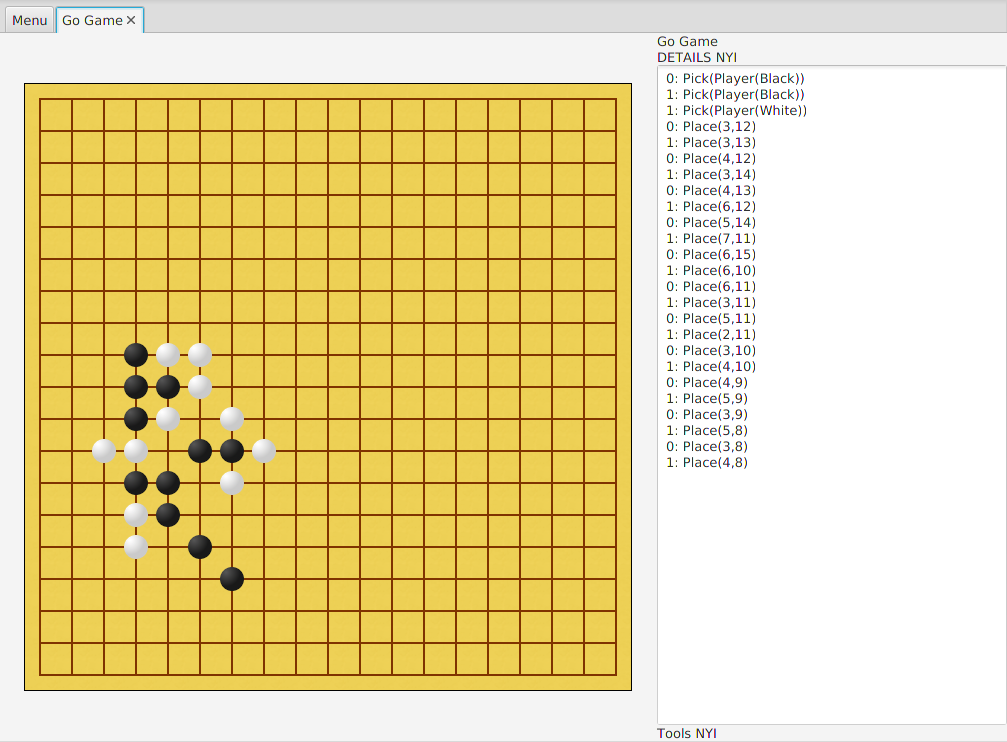 Menu
Go Game ✕
Go Game
DETAILS NYI
0: Pick(Player(Black))
1: Pick(Player(Black))
1: Pick(Player(White))
0: Place(3,12)
1: Place(3,13)
0: Place(4,12)
1: Place(3,14)
0: Place(4,13)
1: Place(6,12)
0: Place(5,14)
1: Place(7,11)
0: Place(6,15)
1: Place(6,10)
0: Place(6,11)
1: Place(3,11)
0: Place(5,11)
1: Place(2,11)
0: Place(3,10)
1: Place(4,10)
0: Place(4,9)
1: Place(5,9)
0: Place(3,9)
1: Place(5,8)
0: Place(3,8)
1: Place(4,8)
Tools NYI